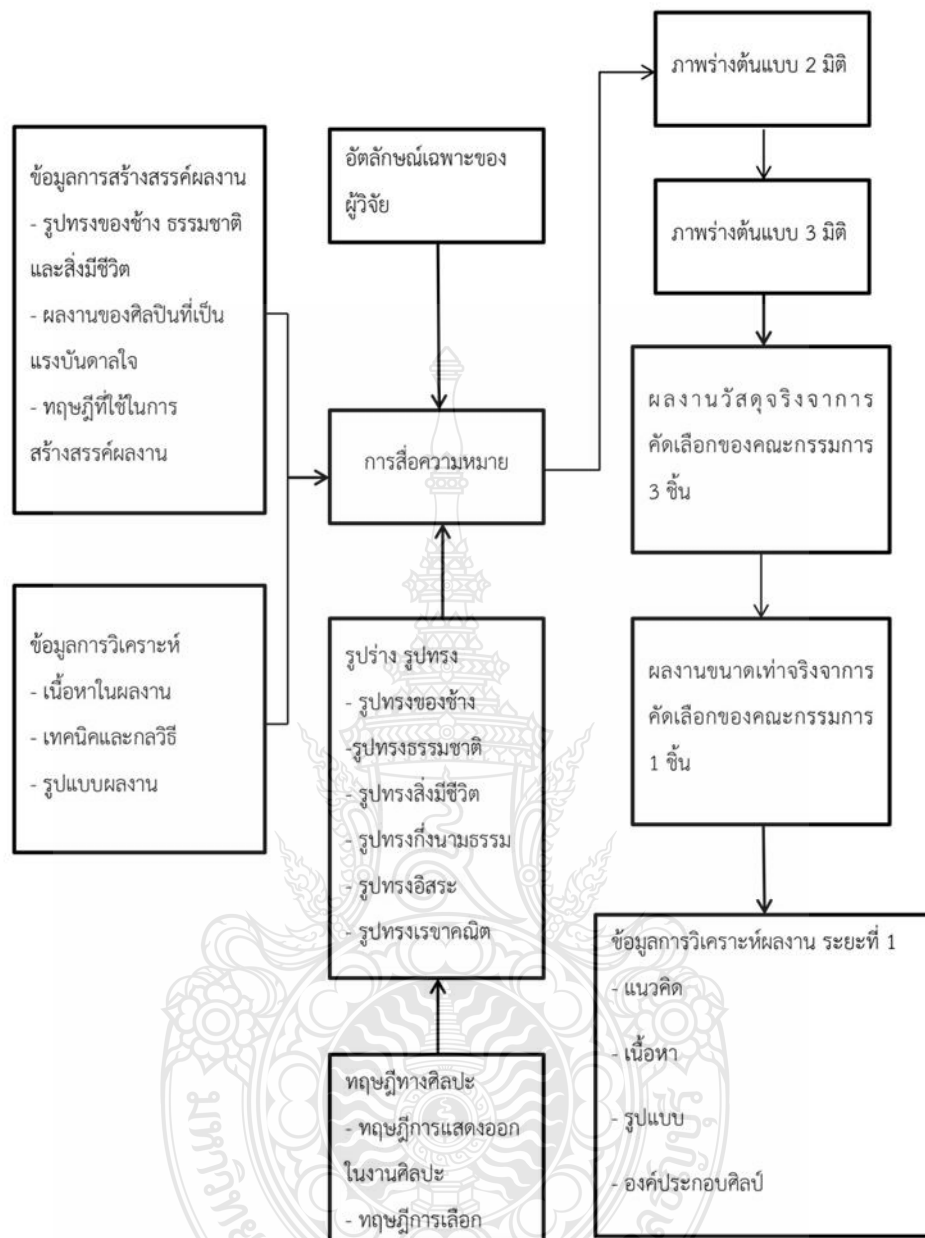 ข้อมูลการสร้างสรรค์ผลงาน
- รูปทรงของช้าง ธรรมชาติ
และสิ่งมีชีวิต
- ผลงานของศิลปินที่เป็น
แรงบันดาลใจ
- ทฤษฎีที่ใช้ในการ
สร้างสรรค์ผลงาน
ข้อมูลการวิเคราะห์
- เนื้อหาในผลงาน
- เทคนิคและกลวิธี
- รูปแบบผลงาน
อัตลักษณ์เฉพาะของ
ผู้วิจัย
การสื่อความหมาย
รูปร่าง รูปทรง
- รูปทรงของช้าง
-รูปทรงธรรมชาติ
- รูปทรงสิ่งมีชีวิต
- รูปทรงกึ่งนามธรรม
- รูปทรงอิสระ
- รูปทรงเรขาคณิต
ทฤษฎีทางศิลปะ
- ทฤษฎีการแสดงออก
ในงานศิลปะ
- ทฤษฎีการเลือก
ภาพร่างต้นแบบ 2 มิติ
ภาพร่างต้นแบบ 3 มิติ
ผลงานวัสดุจริงจาการ
คัดเลือกของคณะกรรมการ
3 ชิ้น
ผลงานขนาดเท่าจริงจาการ
คัดเลือกของคณะกรรมการ
1 ชิ้น
ข้อมูลการวิเคราะห์ผลงาน ระยะที่ 1
- แนวคิด
- เนื้อหา
- รูปแบบ
- องค์ประกอบศิลป์